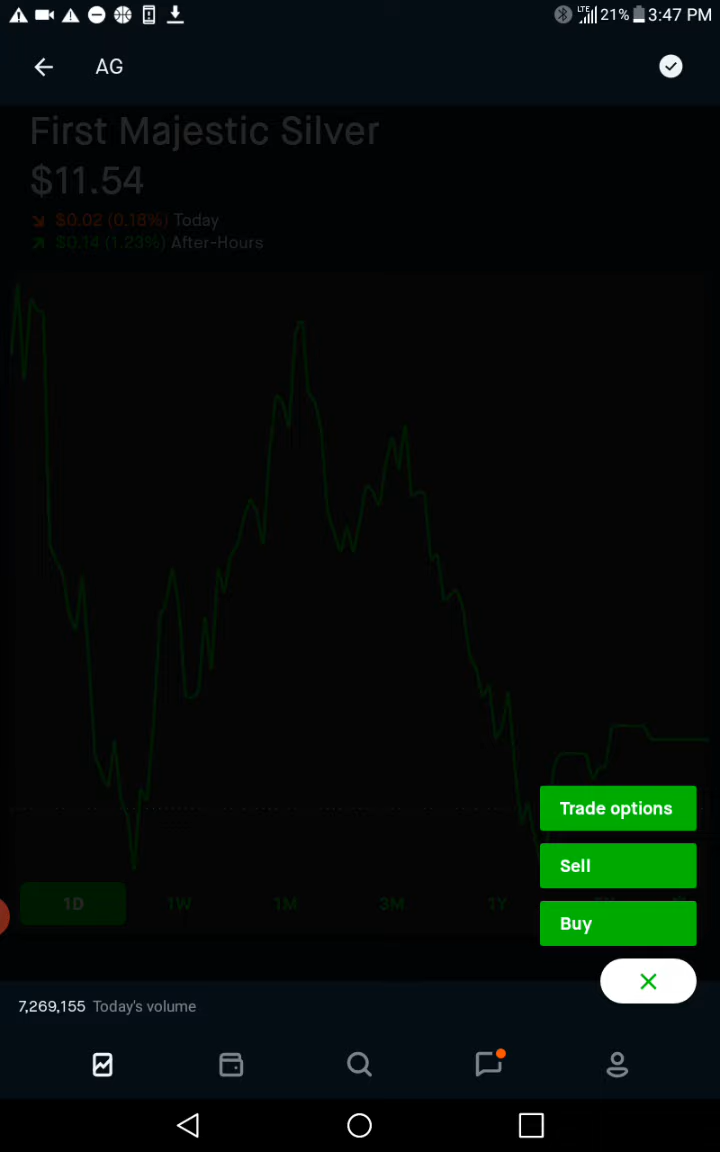 LTE 21% 3:47 PM
AG
First Majestic Silver
$11.54
$0.02 (0.18%) Today
$0.14 (1.23%) After-Hours
Trade options
Sell
1D 1W 1M 3M 1Y
Buy
7,269,155 Today's volume